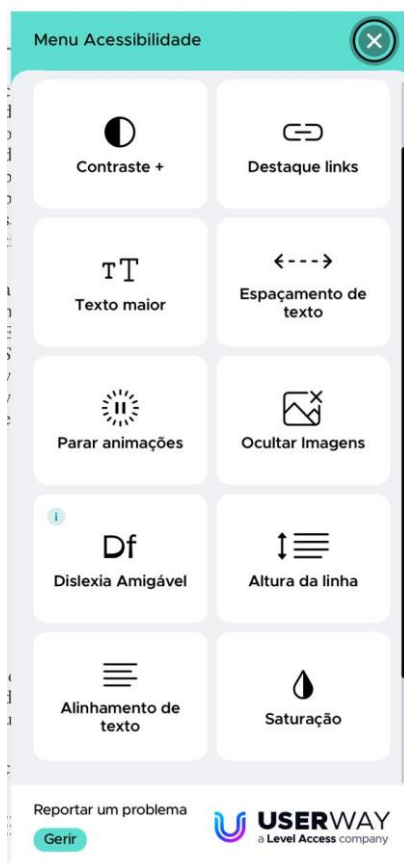 Menu Acessibilidade
Contraste +
Destaque links
Texto maior
Espaçamento de
texto
Parar animações
Ocultar Imagens
i
Df
Dislexia Amigável
Altura da linha
Alinhamento de
texto
Saturação
Reportar um problema
Gerir
USERWAY
a Level Access company